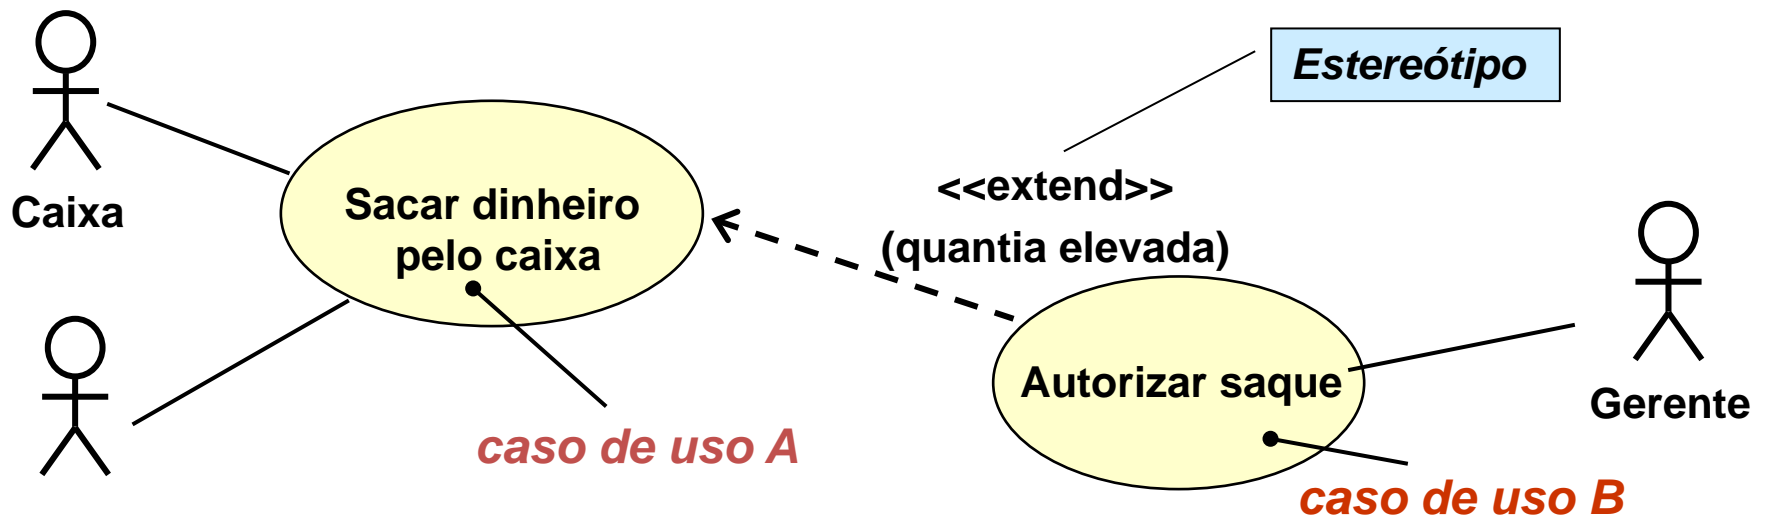 Estereótipo
<<extend>>
Caixa
Sacar dinheiro
pelo caixa
(quantia elevada)
Autorizar saque
Gerente
caso de uso A
caso de uso B